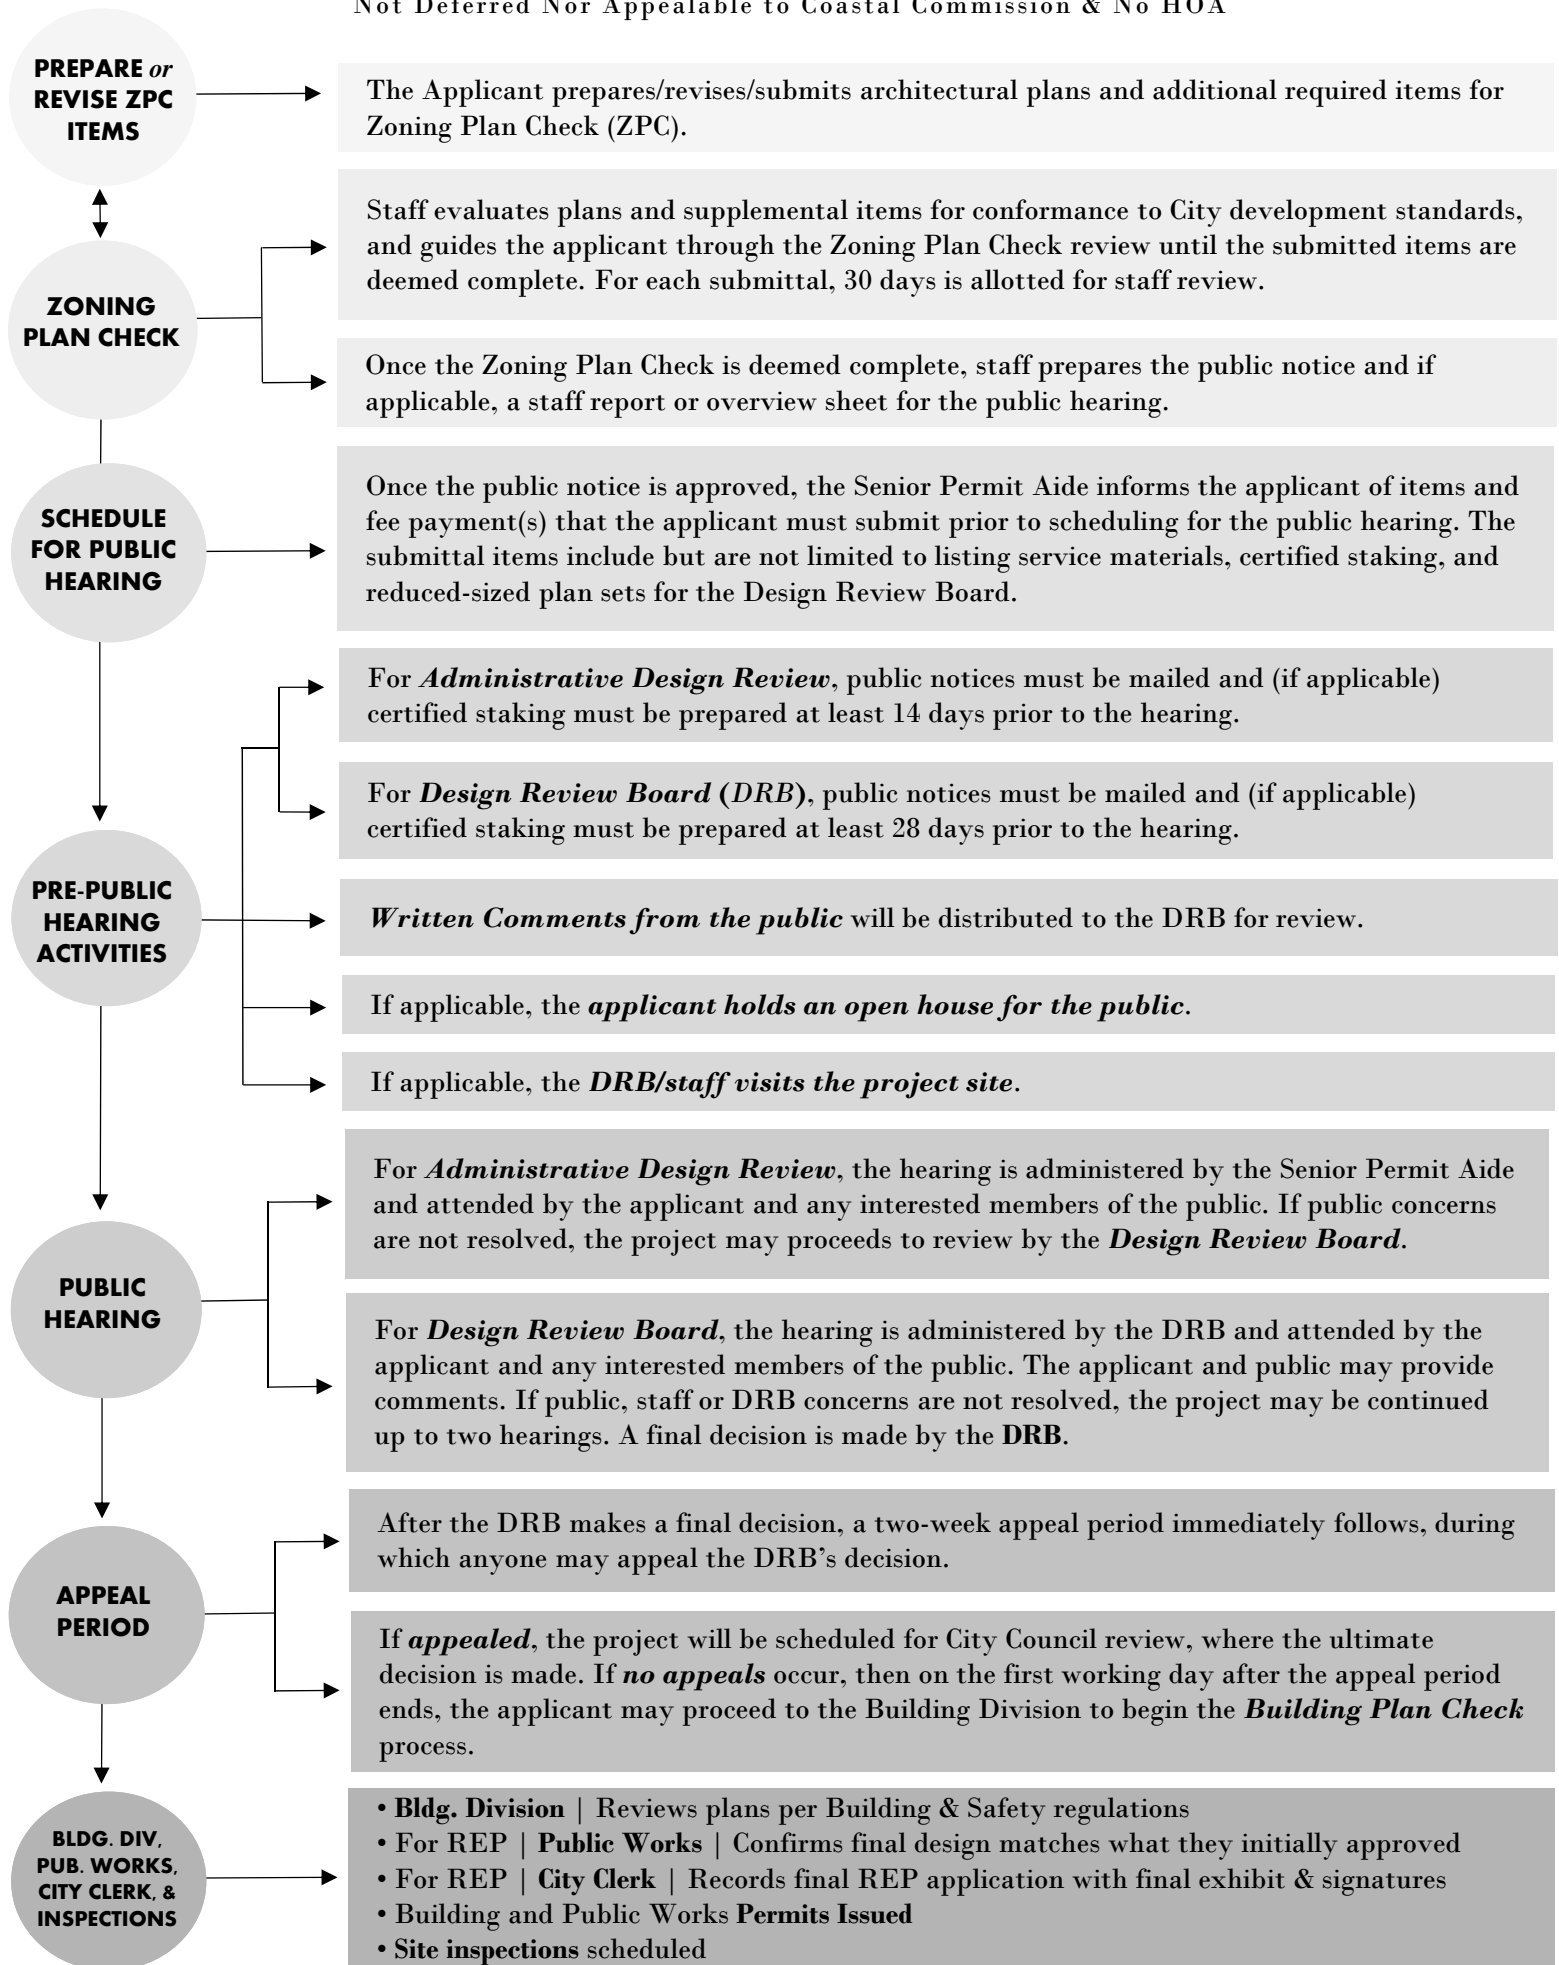 Not Deferred Nor Appealable to Coastal Commission & No HOA
PREPARE or
REVISE ZPC
ITEMS
The Applicant prepares/revises/submits architectural plans and additional required items for
Zoning Plan Check (ZPC).
ZONING
PLAN CHECK
Staff evaluates plans and supplemental items for conformance to City development standards,
and guides the applicant through the Zoning Plan Check review until the submitted items are
deemed complete. For each submittal, 30 days is allotted for staff review.
Once the Zoning Plan Check is deemed complete, staff prepares the public notice and if
applicable, a staff report or overview sheet for the public hearing.
SCHEDULE
FOR PUBLIC
HEARING
Once the public notice is approved, the Senior Permit Aide informs the applicant of items and
fee payment(s) that the applicant must submit prior to scheduling for the public hearing. The
submittal items include but are not limited to listing service materials, certified staking, and
reduced-sized plan sets for the Design Review Board.
PRE-PUBLIC
HEARING
ACTIVITIES
For Administrative Design Review, public notices must be mailed and (if applicable)
certified staking must be prepared at least 14 days prior to the hearing.
For Design Review Board (DRB), public notices must be mailed and (if applicable)
certified staking must be prepared at least 28 days prior to the hearing.
Written Comments from the public will be distributed to the DRB for review.
If applicable, the applicant holds an open house for the public.
If applicable, the DRB/staff visits the project site.
PUBLIC
HEARING
For Administrative Design Review, the hearing is administered by the Senior Permit Aide
and attended by the applicant and any interested members of the public. If public concerns
are not resolved, the project may proceeds to review by the Design Review Board.
For Design Review Board, the hearing is administered by the DRB and attended by the
applicant and any interested members of the public. The applicant and public may provide
comments. If public, staff or DRB concerns are not resolved, the project may be continued
up to two hearings. A final decision is made by the DRB.
APPEAL
PERIOD
After the DRB makes a final decision, a two-week appeal period immediately follows, during
which anyone may appeal the DRB's decision.
If appealed, the project will be scheduled for City Council review, where the ultimate
decision is made. If no appeals occur, then on the first working day after the appeal period
ends, the applicant may proceed to the Building Division to begin the Building Plan Check
process.
BLDG. DIV,
PUB. WORKS,
CITY CLERK, &
INSPECTIONS
• Bldg. Division | Reviews plans per Building & Safety regulations
• For REP | Public Works | Confirms final design matches what they initially approved
• For REP | City Clerk | Records final REP application with final exhibit & signatures
• Building and Public Works Permits Issued
• Site inspections scheduled